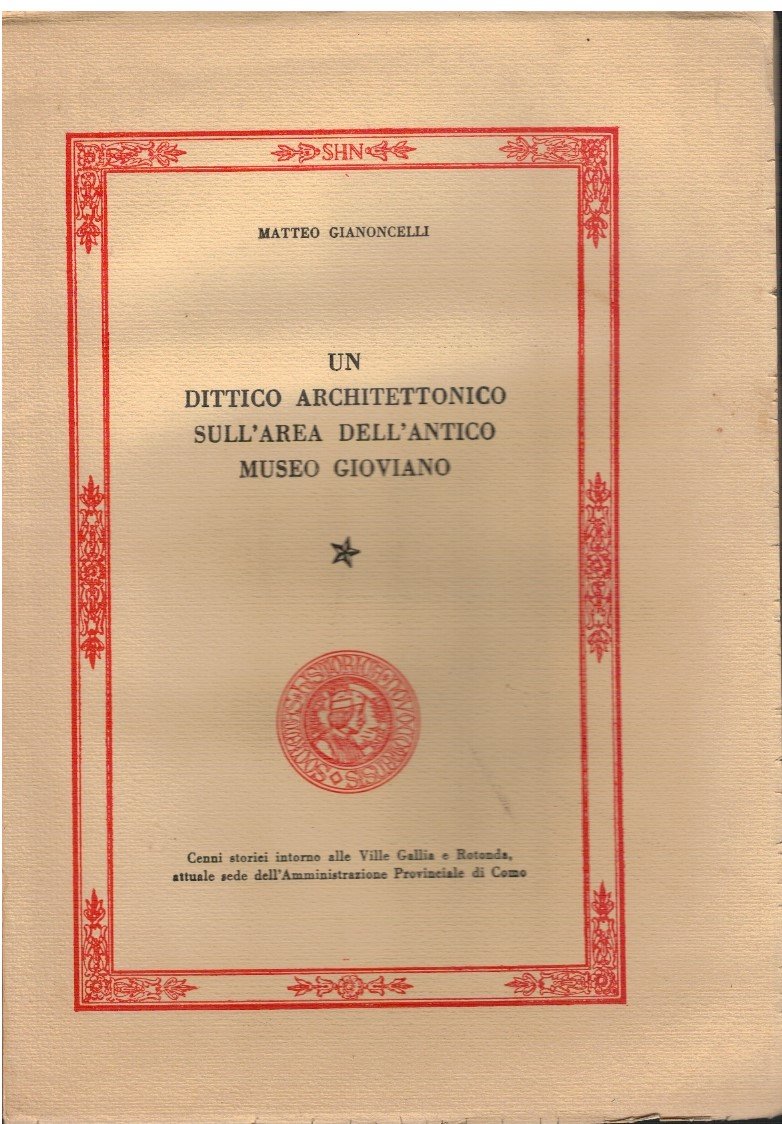 SHN
MATTEO GIANONCELLI
UN
DITTICO ARCHITETTONICO
SULL'AREA DELL'ANTICO
MUSEO GIOVIANO
Cenni storici intorno alle Ville Gallia e Rotonda,
attuale sede dell'Amministrazione Provinciale di Como